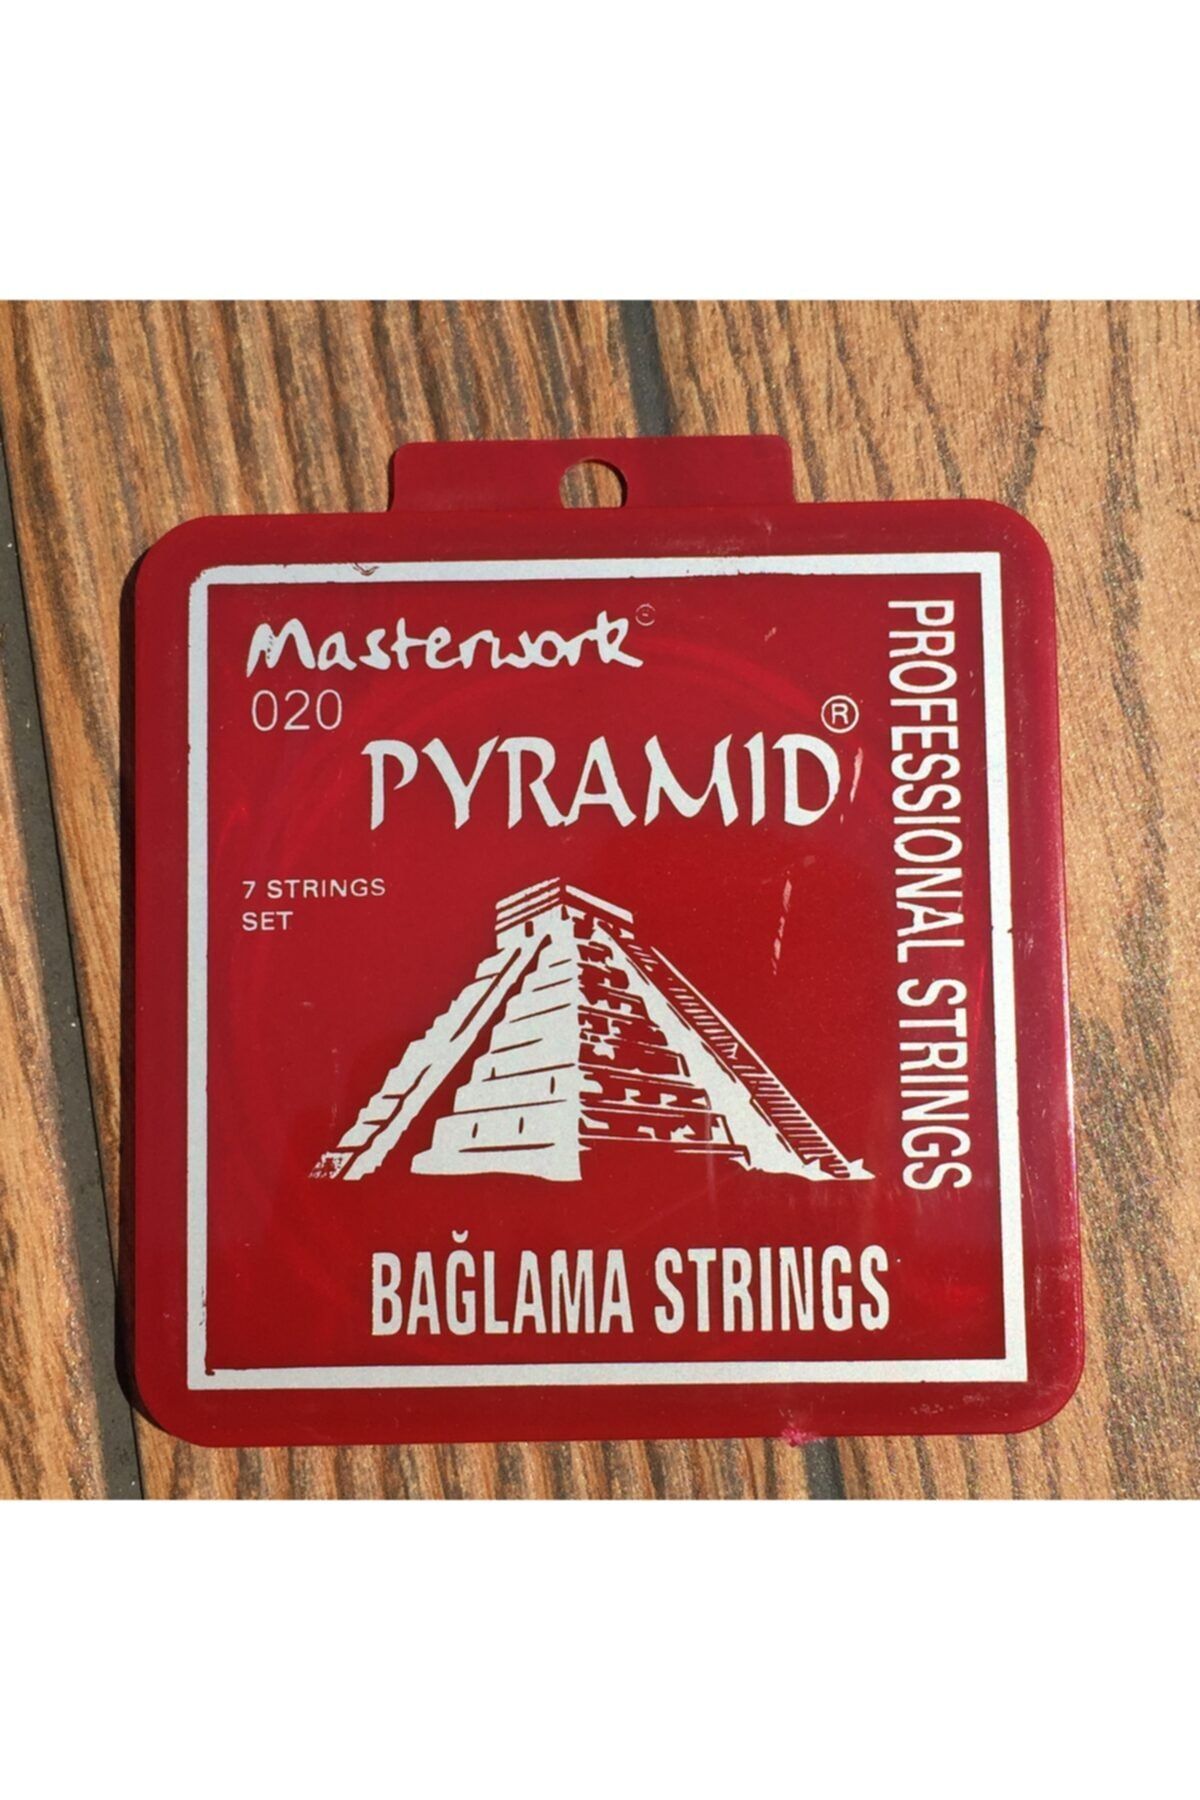 Masterwork®
020
PYRAMID®
7 STRINGS
SET
PROFESSIONAL STRINGS
BAĞLAMA STRINGS